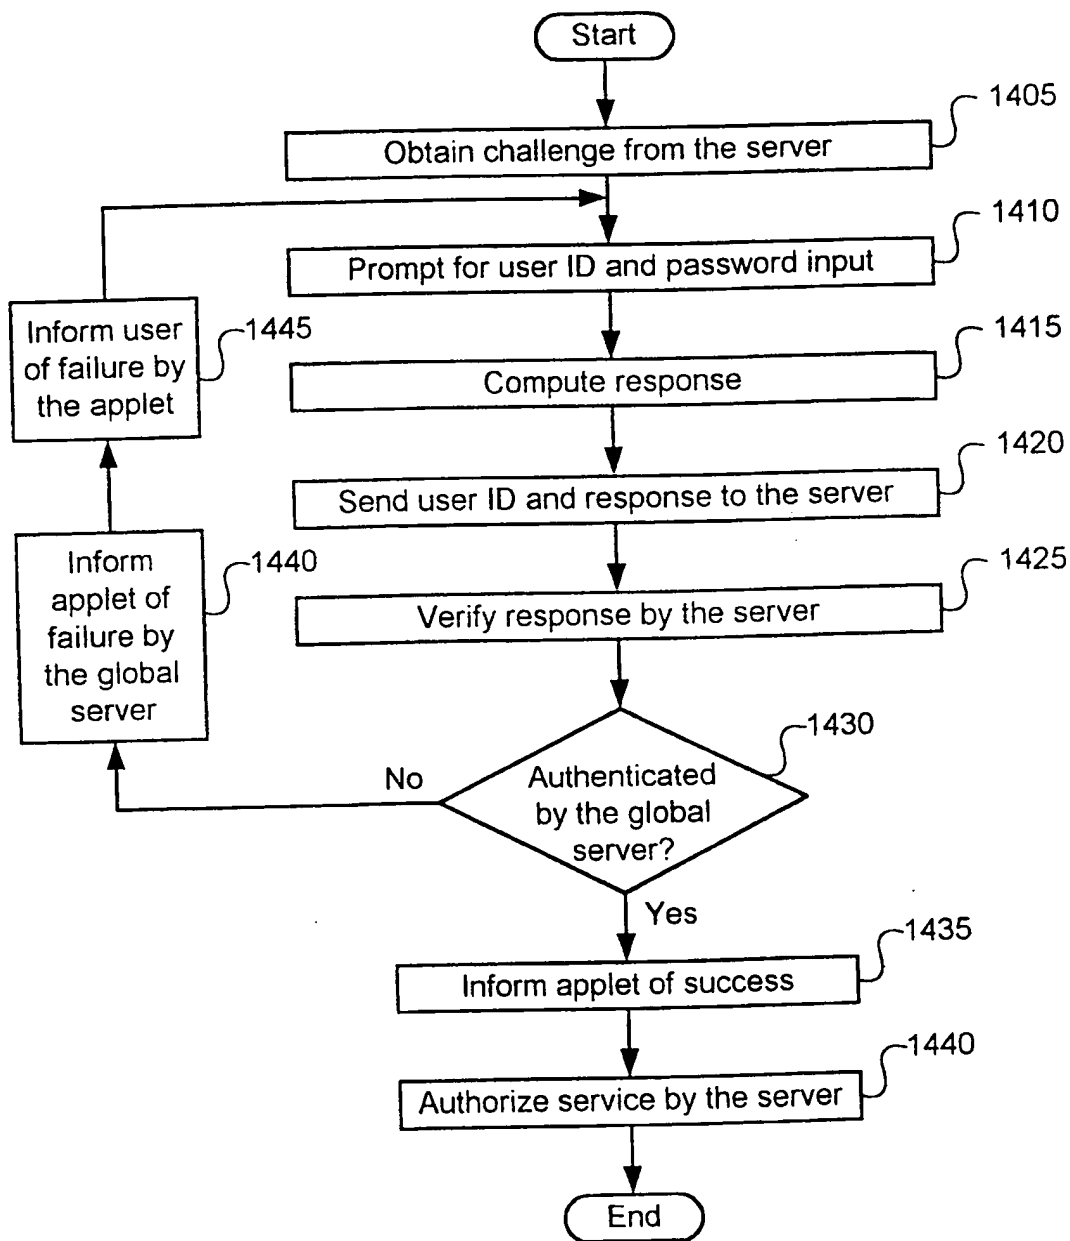 Start
1405
Obtain challenge from the server
1410
Prompt for user ID and password input
1415
Compute response
1420
Send user ID and response to the server
1425
Verify response by the server
1430
Authenticated
by the global
server?
No
Yes
Inform
applet of
failure by
the global
server
1440
Inform user
of failure by
the applet
1445
1435
Inform applet of success
1440
Authorize service by the server
End